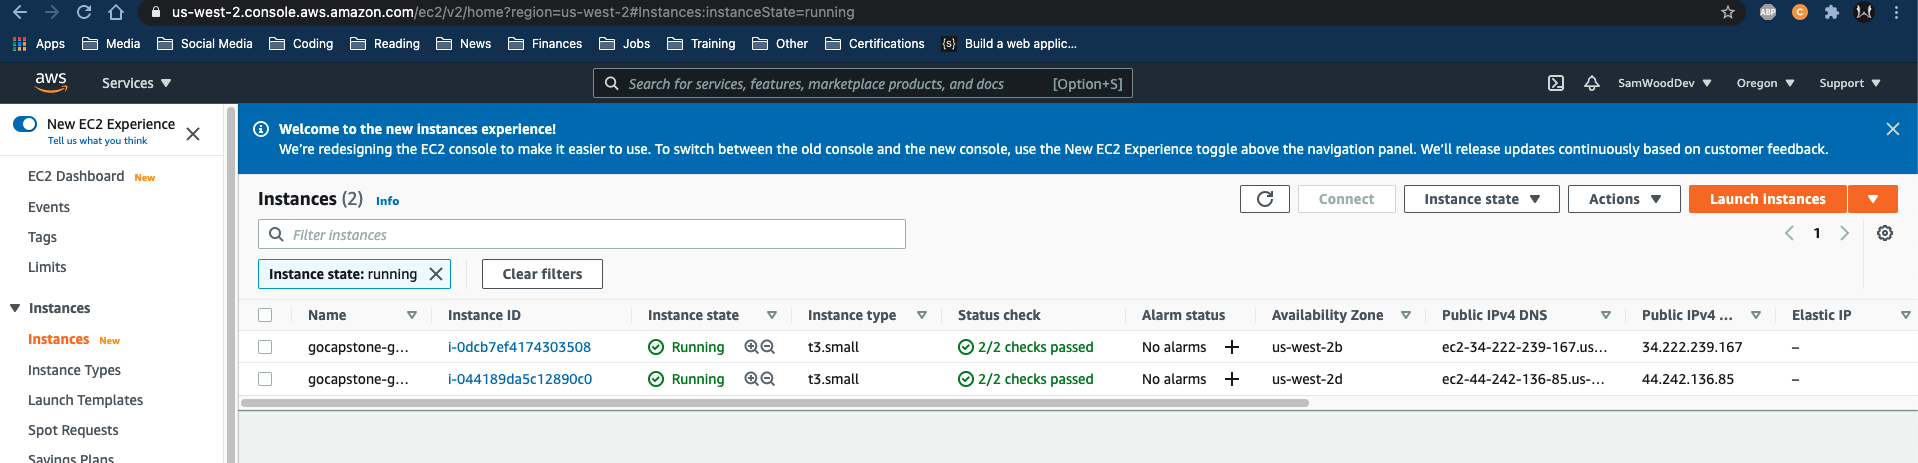 us-west-2.console.aws.amazon.com/ec2/v2/home?region=us-west-2#Instances:instanceState=running
ABP
C
Apps Media Social Media Coding Reading News Finances Jobs Training Other Certifications {s} Build a web applic...
aws Services Search for services, features, marketplace products, and docs [Option+S] SamWoodDev Oregon Support
New EC2 Experience
Tell us what you think
Welcome to the new instances experience!
We're redesigning the EC2 console to make it easier to use. To switch between the old console and the new console, use the New EC2 Experience toggle above the navigation panel. We'll release updates continuously based on customer feedback.
EC2 Dashboard New
Events
Tags
Limits
Instances
Instances New
Instance Types
Launch Templates
Spot Requests
Savings Plans
Instances (2) Info
Connect Instance state Actions Launch instances
Filter instances
1
Instance state: running Clear filters
Name Instance ID Instance state Instance type Status check Alarm status Availability Zone Public IPv4 DNS Public IPv4 ... Elastic IP
gocapstone-g... i-0dcb7ef4174303508 Running t3.small 2/2 checks passed No alarms + us-west-2b ec2-34-222-239-167.us... 34.222.239.167 –
gocapstone-g... i-044189da5c12890c0 Running t3.small 2/2 checks passed No alarms + us-west-2d ec2-44-242-136-85.us-... 44.242.136.85 –